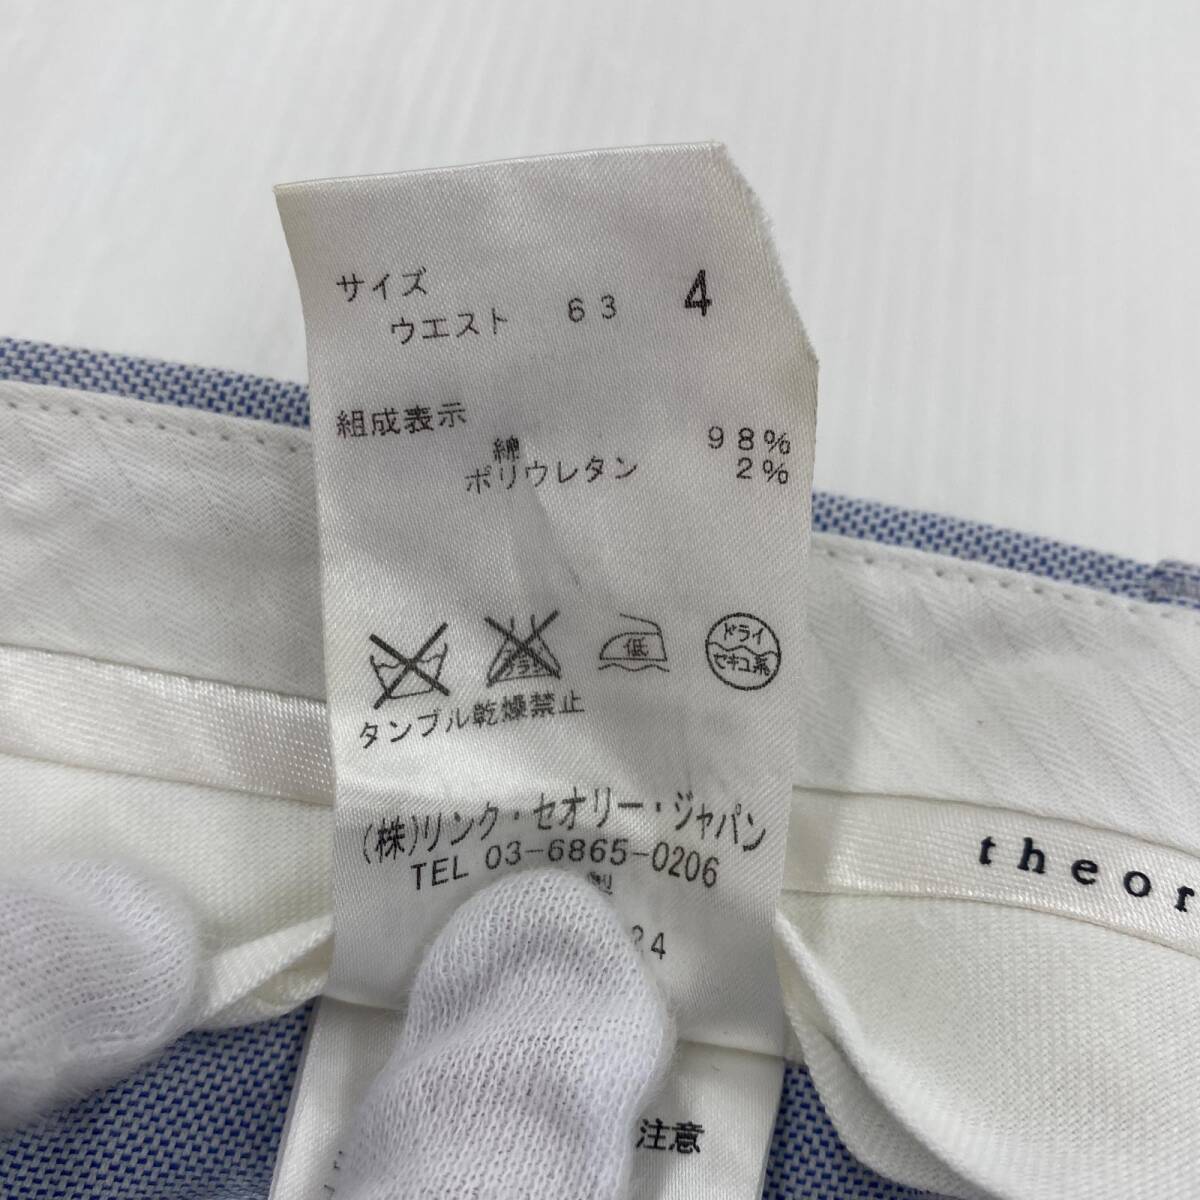 サイズ 4
ウエスト 63
組成表示
綿 98%
ポリウレタン 2%
低
ドライ
セキユ系
タンブル乾燥禁止
(株)リンク・セオリー・ジャパン
TEL 03-6865-0206
製
24
theor
注意